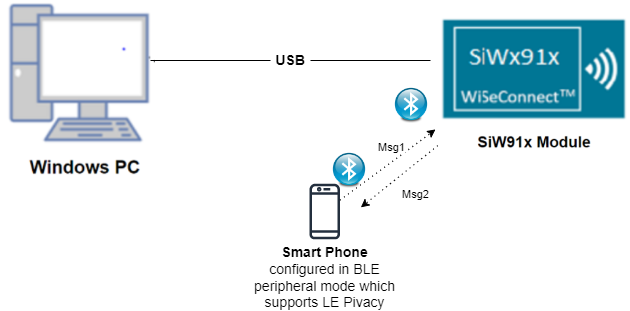 SiWx91x
USB
WiSeConnect™
SiW91x Module
Windows PC
Msg1
Msg2
Smart Phone
configured in BLE
peripheral mode which
supports LE Pivacy